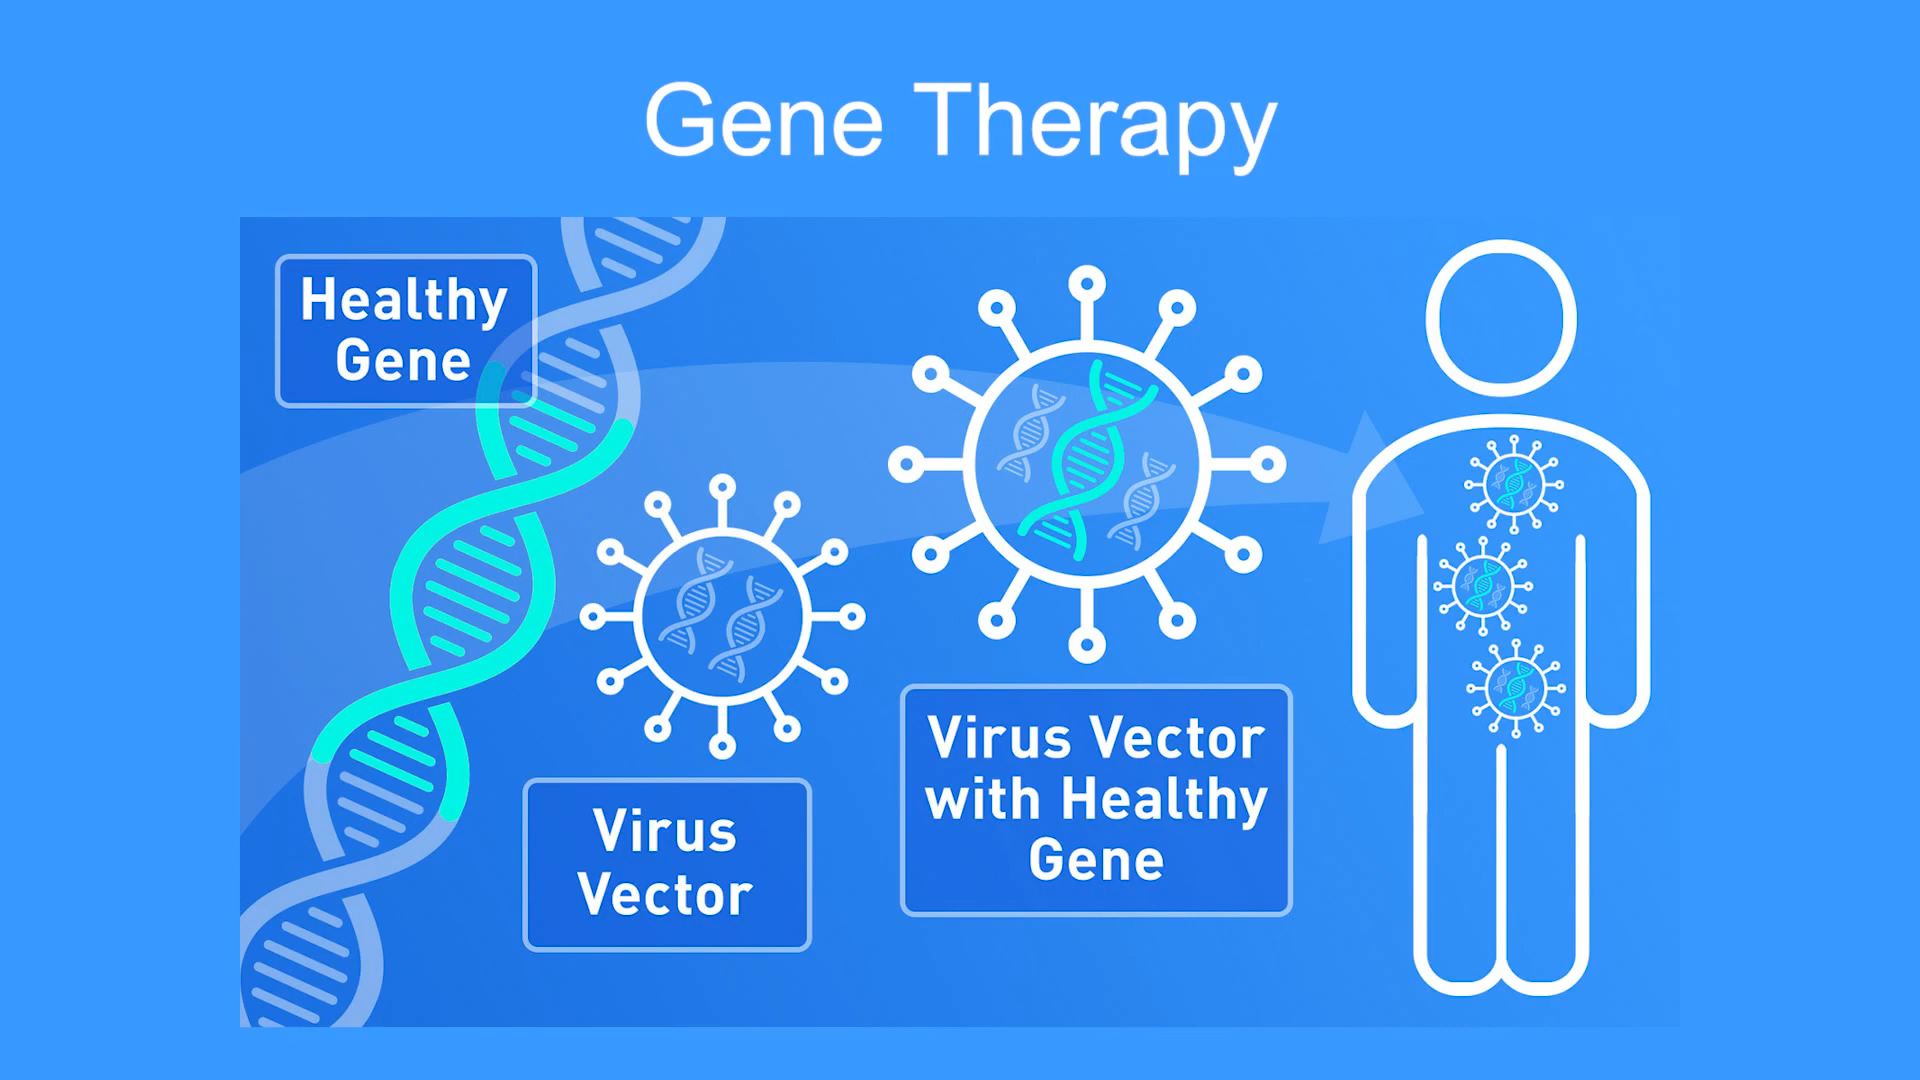 Gene Therapy
Healthy
Gene
Virus
Vector
Virus Vector
with Healthy
Gene